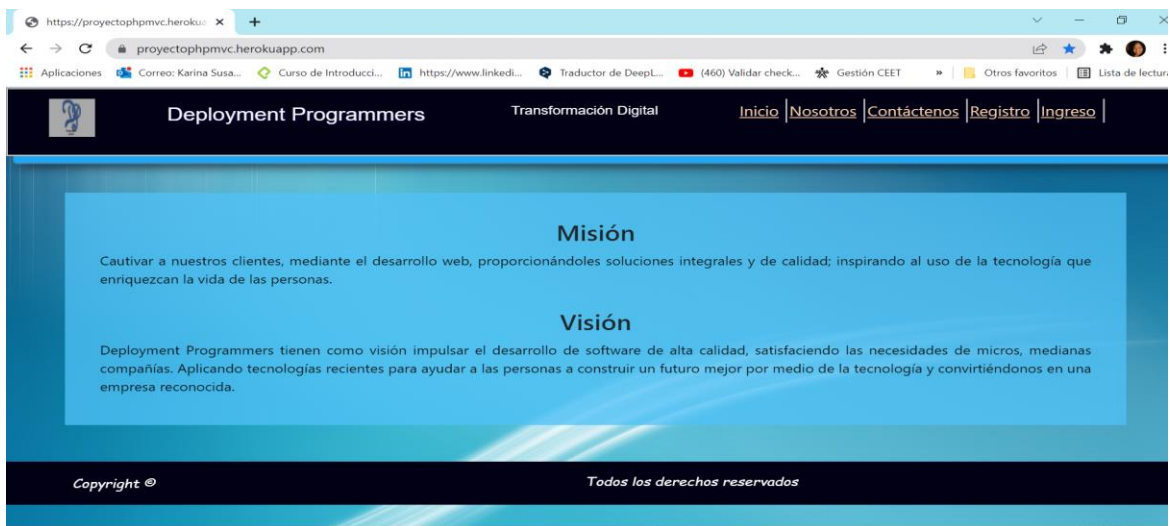 https://proyectophpmvc.heroku
proyectophpmvc.herokuapp.com
Aplicaciones Correo: Karina Susa... Curso de Introducci... https://www.linkedi... Traductor de DeepL... (460) Validar check... Gestión CEET » Otros favoritos Lista de lectura
Deployment Programmers Transformación Digital Inicio |Nosotros |Contáctenos |Registro |Ingreso |
Misión
Cautivar a nuestros clientes, mediante el desarrollo web, proporcionándoles soluciones integrales y de calidad; inspirando al uso de la tecnología que
enriquezcan la vida de las personas.
Visión
Deployment Programmers tienen como visión impulsar el desarrollo de software de alta calidad, satisfaciendo las necesidades de micros, medianas
compañías. Aplicando tecnologías recientes para ayudar a las personas a construir un futuro mejor por medio de la tecnología y convirtiéndonos en una
empresa reconocida.
Copyright © Todos los derechos reservados